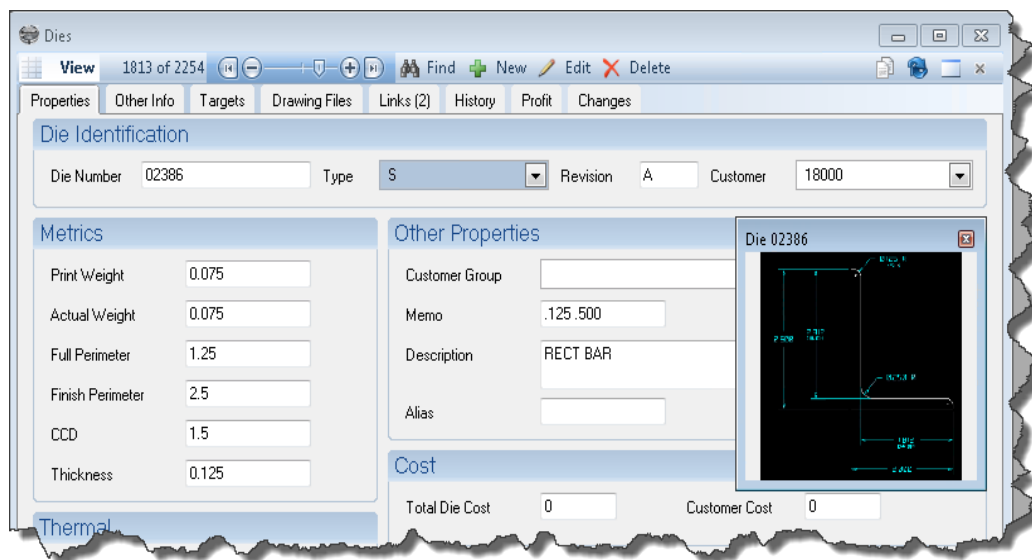 Dies
View 1813 of 2254 Find New Edit Delete
Properties Other Info Targets Drawing Files Links (2) History Profit Changes
Die Identification
Die Number 02386 Type S Revision A Customer 18000
Metrics
Print Weight 0.075
Actual Weight 0.075
Full Perimeter 1.25
Finish Perimeter 2.5
CCD 1.5
Thickness 0.125
Thermal
Other Properties
Customer Group
Memo .125 .500
Description RECT BAR
Alias
Cost
Total Die Cost 0 Customer Cost 0
Die 02386